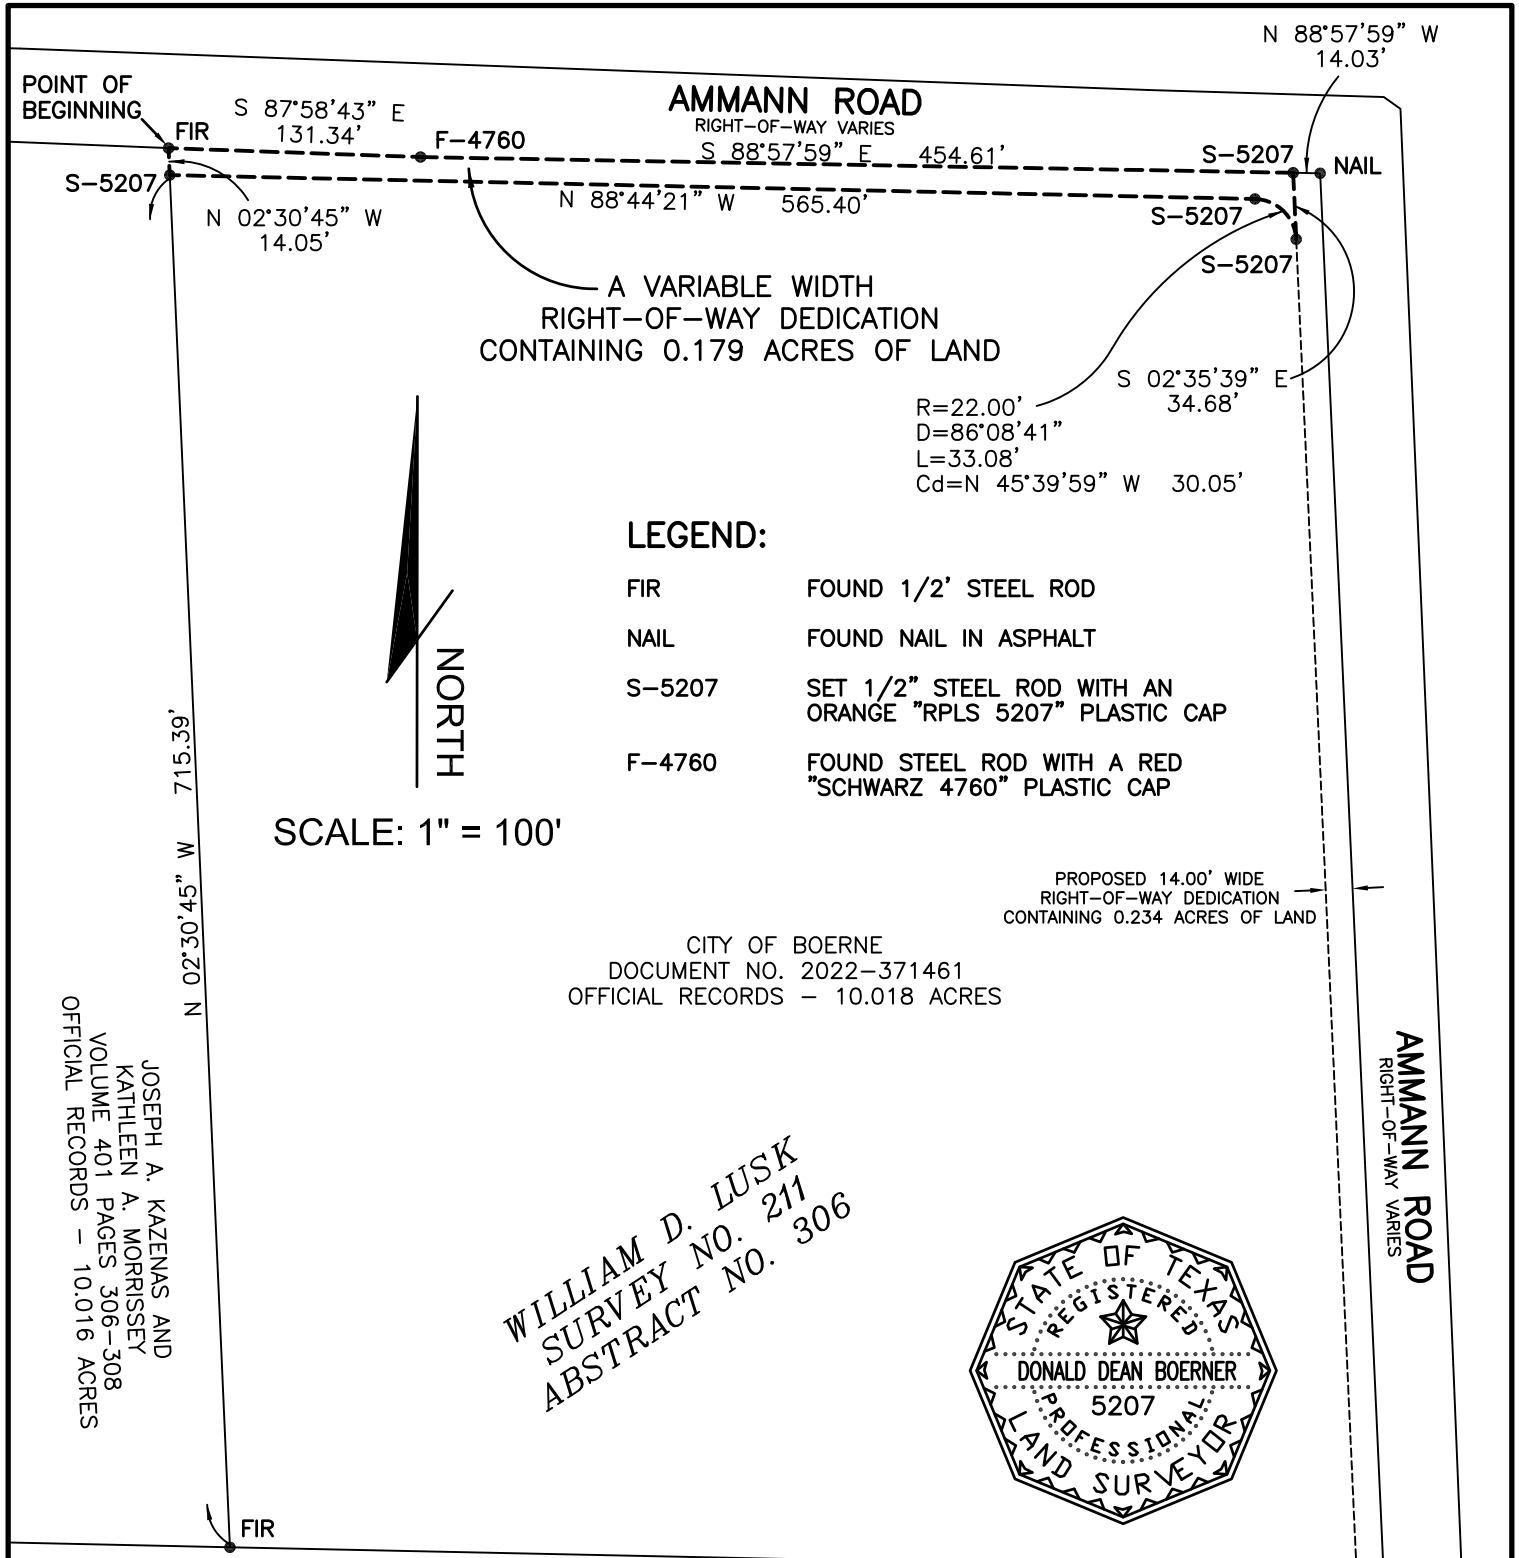 N 88°57'59" W
14.03'
POINT OF
BEGINNING
S 87°58'43" E
131.34'
FIR
F-4760
AMMANN ROAD
RIGHT-OF-WAY VARIES
S 88°57'59" E 454.61'
S-5207
NAIL
S-5207
N 02°30'45" W
14.05'
N 88°44'21" W 565.40'
S-5207
S-5207
A VARIABLE WIDTH
RIGHT-OF-WAY DEDICATION
CONTAINING 0.179 ACRES OF LAND
S 02°35'39" E
34.68'
R=22.00'
D=86°08'41"
L=33.08'
Cd=N 45°39'59" W 30.05'
NORTH
SCALE: 1" = 100'
LEGEND:
FIR FOUND 1/2' STEEL ROD
NAIL FOUND NAIL IN ASPHALT
S-5207 SET 1/2" STEEL ROD WITH AN
ORANGE "RPLS 5207" PLASTIC CAP
F-4760 FOUND STEEL ROD WITH A RED
"SCHWARZ 4760" PLASTIC CAP
N 02°30'45" W 715.39'
PROPOSED 14.00' WIDE
RIGHT-OF-WAY DEDICATION
CONTAINING 0.234 ACRES OF LAND
CITY OF BOERNE
DOCUMENT NO. 2022-371461
OFFICIAL RECORDS - 10.018 ACRES
JOSEPH A. KAZENAS AND
KATHLEEN A. MORRISSEY
VOLUME 401 PAGES 306-308
OFFICIAL RECORDS - 10.016 ACRES
AMMANN ROAD
RIGHT-OF-WAY VARIES
WILLIAM D. LUSK
SURVEY NO. 211
ABSTRACT NO. 306
STATE OF TEXAS
REGISTERED
DONALD DEAN BOERNER
5207
PROFESSIONAL
LAND SURVEYOR
FIR